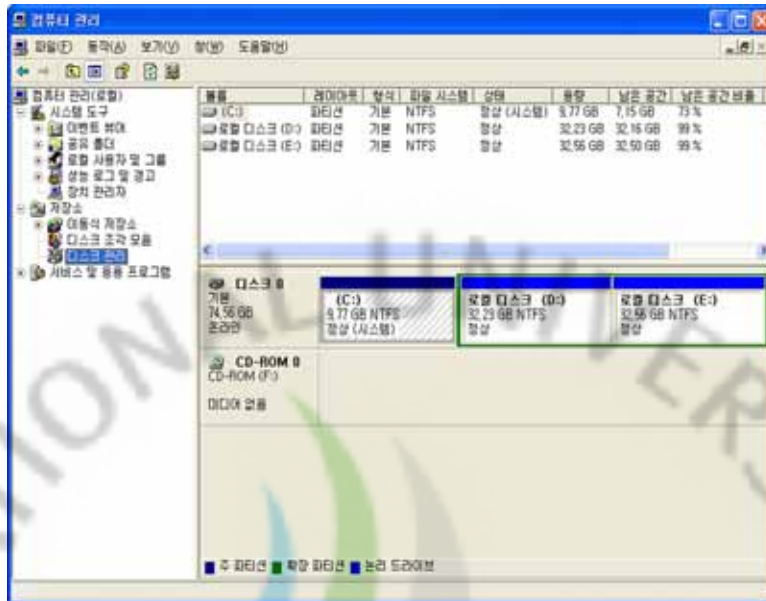 컴퓨터 관리
파일(F) 동작(A) 보기(V) 창(W) 도움말(H)
컴퓨터 관리(로컬)
시스템 도구
이벤트 뷰어
공유 폴더
로컬 사용자 및 그룹
성능 로그 및 경고
장치 관리자
저장소
이동식 저장소
디스크 조각 모음
디스크 관리
서비스 및 응용 프로그램
볼륨 레이아웃 형식 파일 시스템 상태 용량 남은 공간 남은 공간 비율
(C:) 파티션 기본 NTFS 정상 (시스템) 9,77 GB 7,15 GB 73 %
로컬 디스크 (D:) 파티션 기본 NTFS 정상 32,23 GB 32,16 GB 99 %
로컬 디스크 (E:) 파티션 기본 NTFS 정상 32,56 GB 32,50 GB 99 %
디스크 0
기본
74,56 GB
온라인
(C:)
9,77 GB NTFS
정상 (시스템)
로컬 디스크 (D:)
32,23 GB NTFS
정상
로컬 디스크 (E:)
32,56 GB NTFS
정상
CD-ROM 0
CD-ROM (F:)
미디어 없음
주 파티션 확장 파티션 논리 드라이브